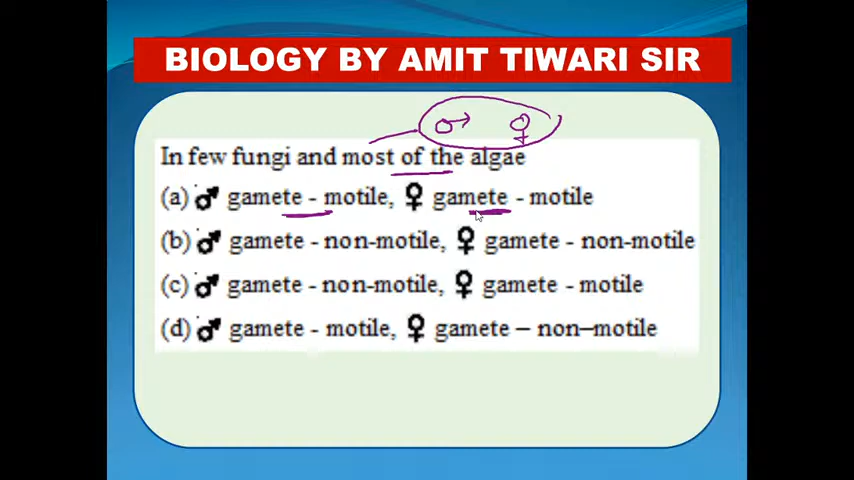 BIOLOGY BY AMIT TIWARI SIR
♂ ♀
In few fungi and most of the algae
(a) ♂ gamete - motile, ♀ gamete - motile
(b) ♂ gamete - non-motile, ♀ gamete - non-motile
(c) ♂ gamete - non-motile, ♀ gamete - motile
(d) ♂ gamete - motile, ♀ gamete – non–motile